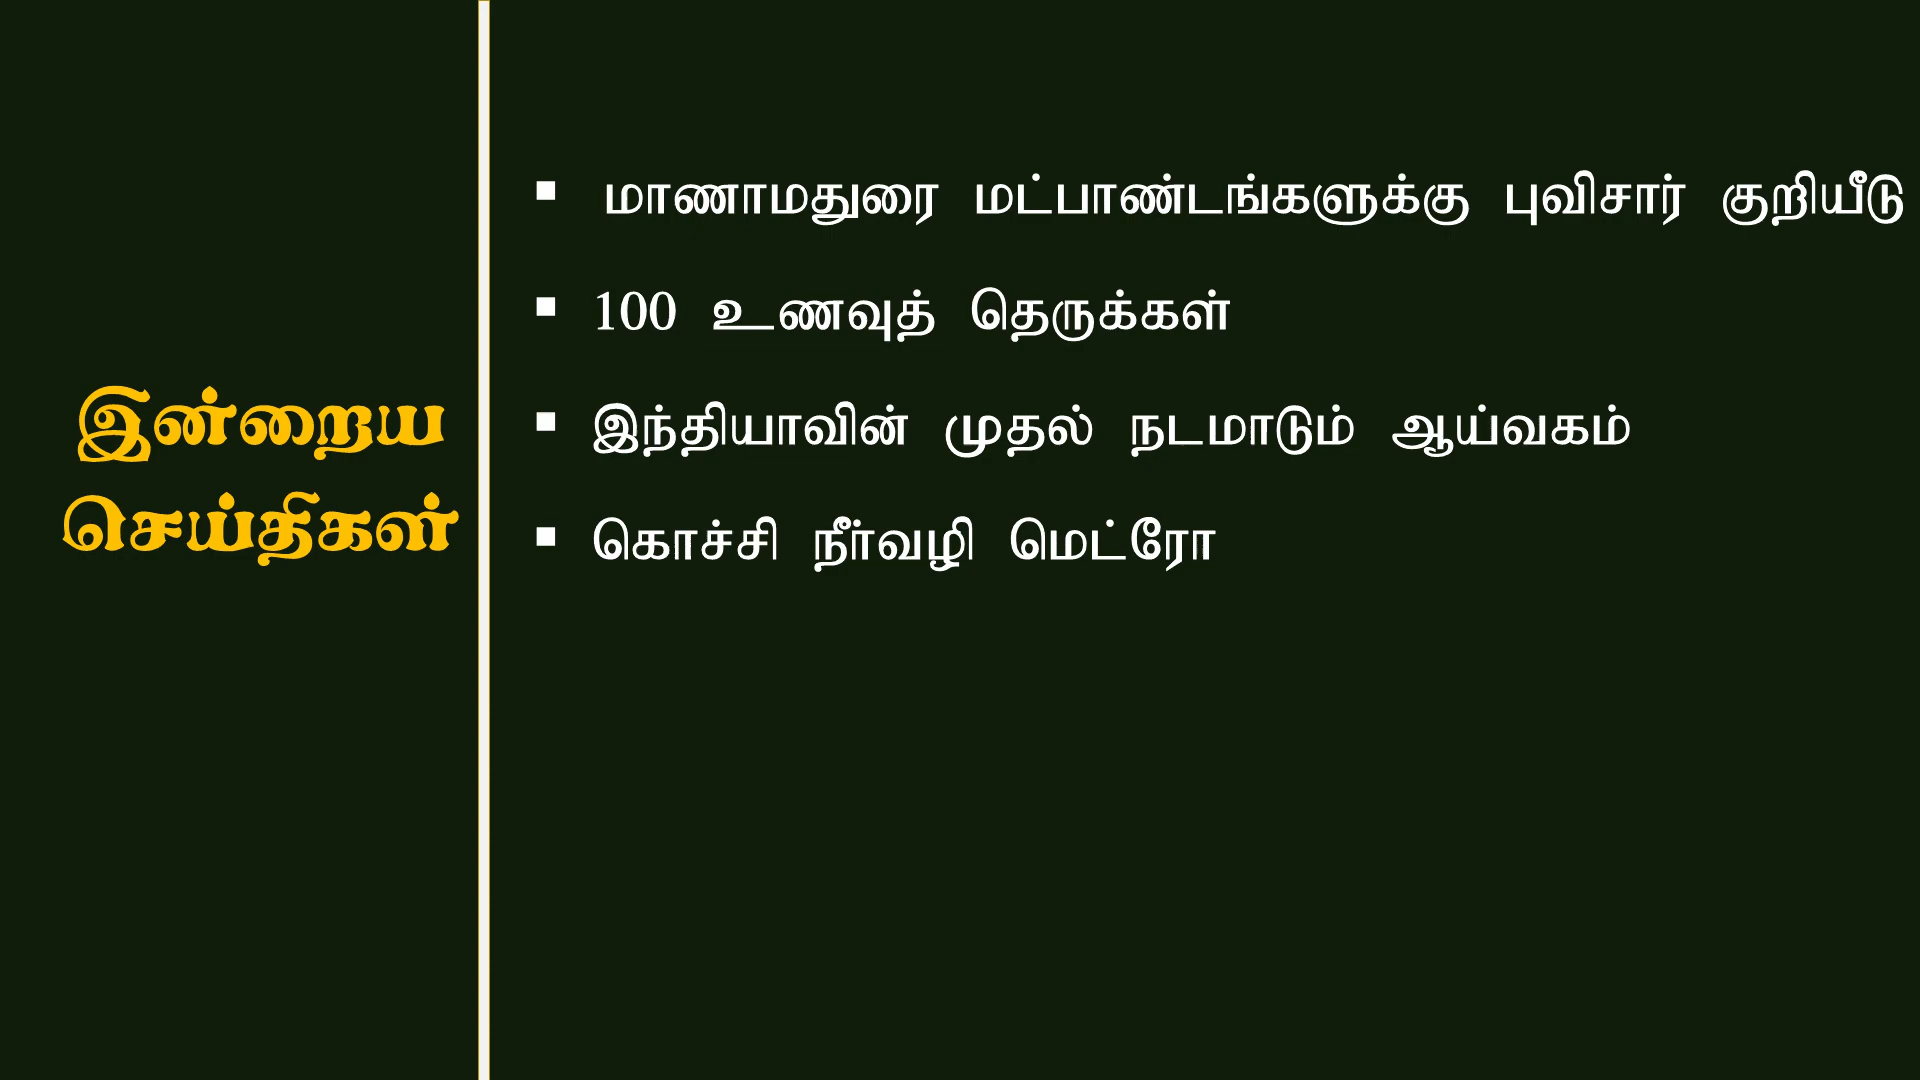 இன்றைய
செய்திகள்
▪ மாணாமதுரை மட்பாண்டங்களுக்கு புவிசார் குறியீடு
▪ 100 உணவுத் தெருக்கள்
▪ இந்தியாவின் முதல் நடமாடும் ஆய்வகம்
▪ கொச்சி நீர்வழி மெட்ரோ